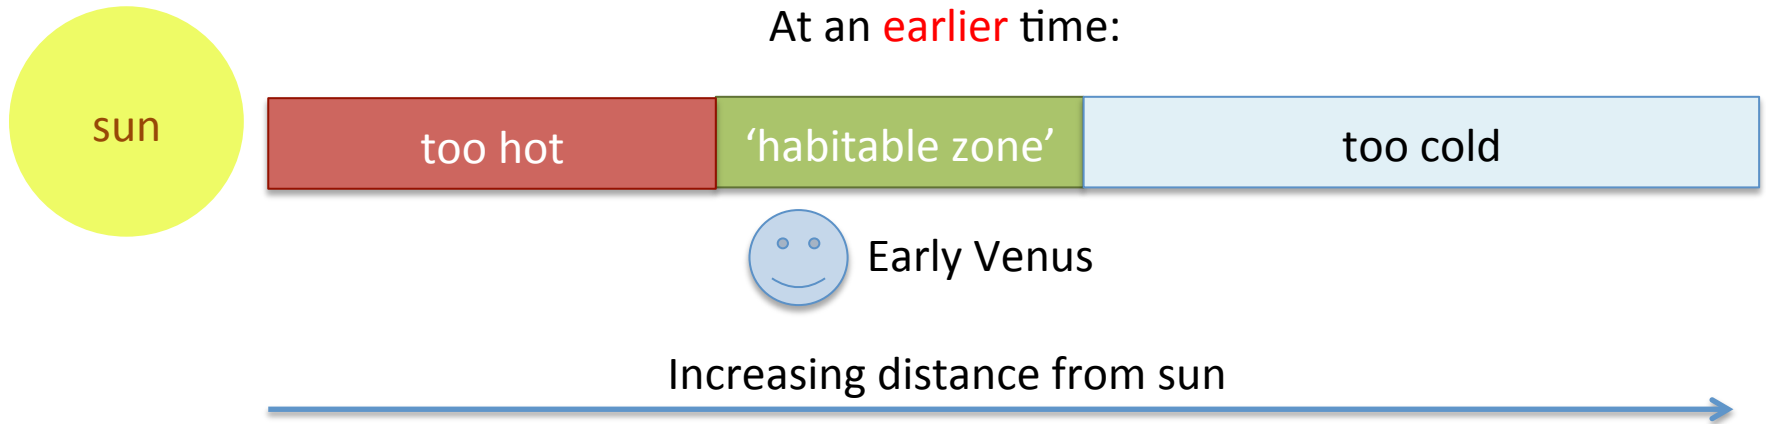 At an earlier time:
sun
too hot
‘habitable zone’
too cold
Early Venus
Increasing distance from sun